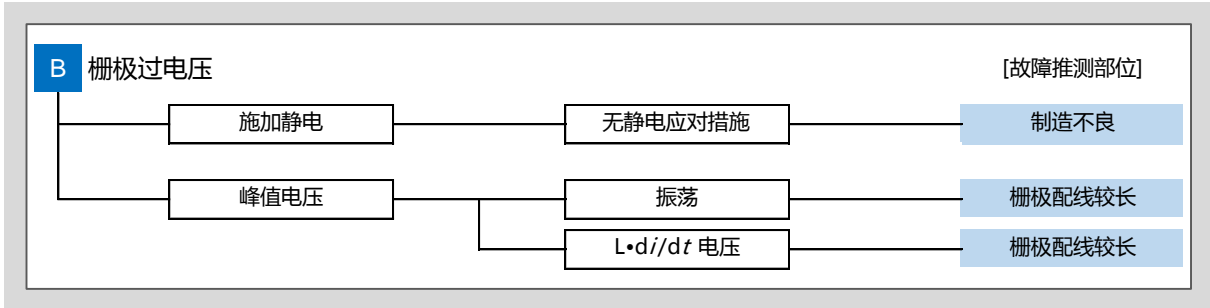 B 栅极过电压 [故障推测部位]
施加静电 无静电应对措施 制造不良
峰值电压 振荡 栅极配线较长
L•di/dt 电压 栅极配线较长